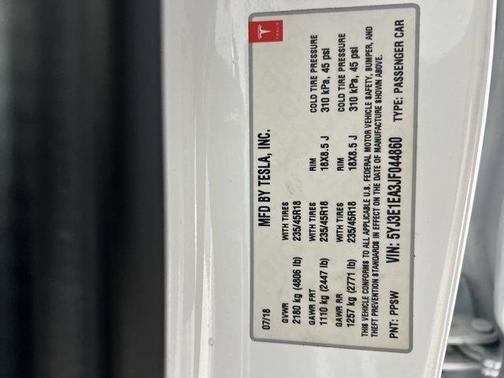 TESLA
MFD BY TESLA, INC.
07/18
GVWR WITH TIRES RIM COLD TIRE PRESSURE
2180 kg (4806 lb) 235/45R18 18X8.5 J 310 kPa, 45 psi
GAWR FRT WITH TIRES RIM COLD TIRE PRESSURE
1110 kg (2447 lb) 235/45R18 18X8.5 J 310 kPa, 45 psi
GAWR RR
1257 kg (2771 lb) 235/45R18
THIS VEHICLE CONFORMS TO ALL APPLICABLE U.S. FEDERAL MOTOR VEHICLE SAFETY, BUMPER, AND
THEFT PREVENTION STANDARDS IN EFFECT ON THE DATE OF MANUFACTURE SHOWN ABOVE.
PNT: PPSW VIN: 5YJ3E1EA3JF044860 TYPE: PASSENGER CAR